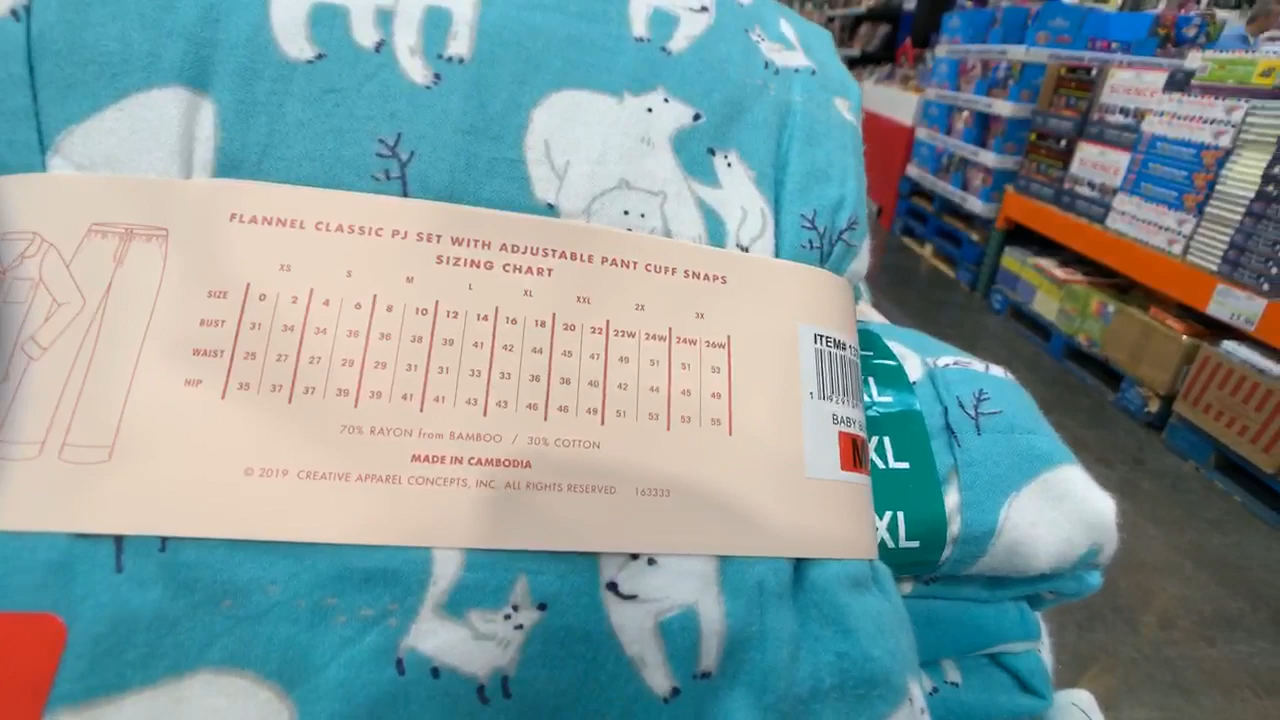 FLANNEL CLASSIC PJ SET WITH ADJUSTABLE PANT CUFF SNAPS
SIZING CHART
XS S M L XL XXL 2X 3X
SIZE 0 2 4 6 8 10 12 14 16 18 20 22 22W 24W 24W 26W
BUST 31 34 34 36 36 38 39 41 42 44 45 47 49 51 51 53
WAIST 25 27 27 29 29 31 31 33 33 36 36 40 42 44 45 49
HIP 35 37 37 39 39 41 41 43 43 46 46 49 51 53 53 55
70% RAYON from BAMBOO / 30% COTTON
MADE IN CAMBODIA
© 2019 CREATIVE APPAREL CONCEPTS, INC. ALL RIGHTS RESERVED. 163333
ITEM#
BABY
M
XL
XL
XL
SCIENCE
SCIENCE